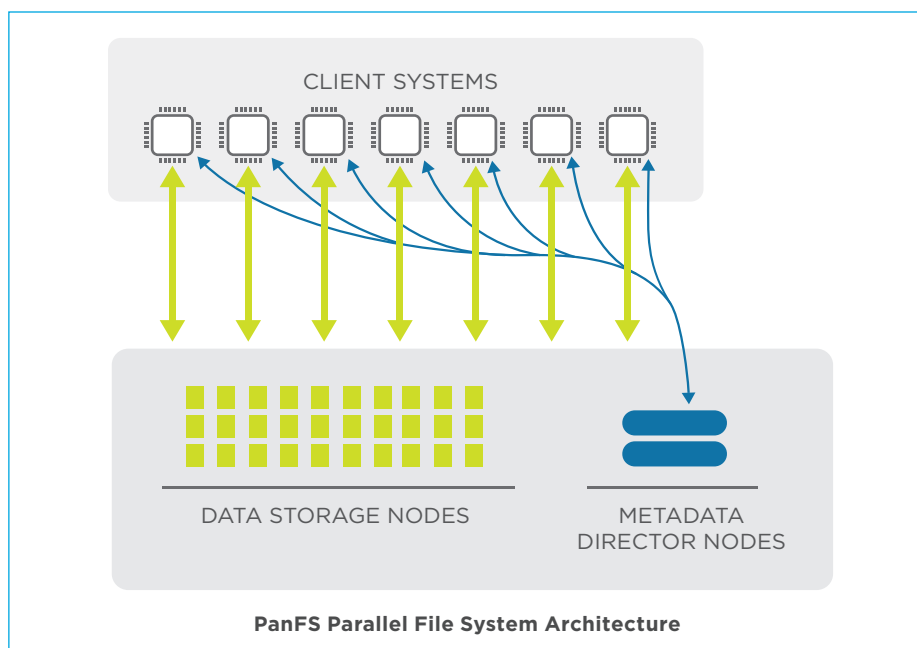 CLIENT SYSTEMS
DATA STORAGE NODES
METADATA
DIRECTOR NODES
PanFS Parallel File System Architecture